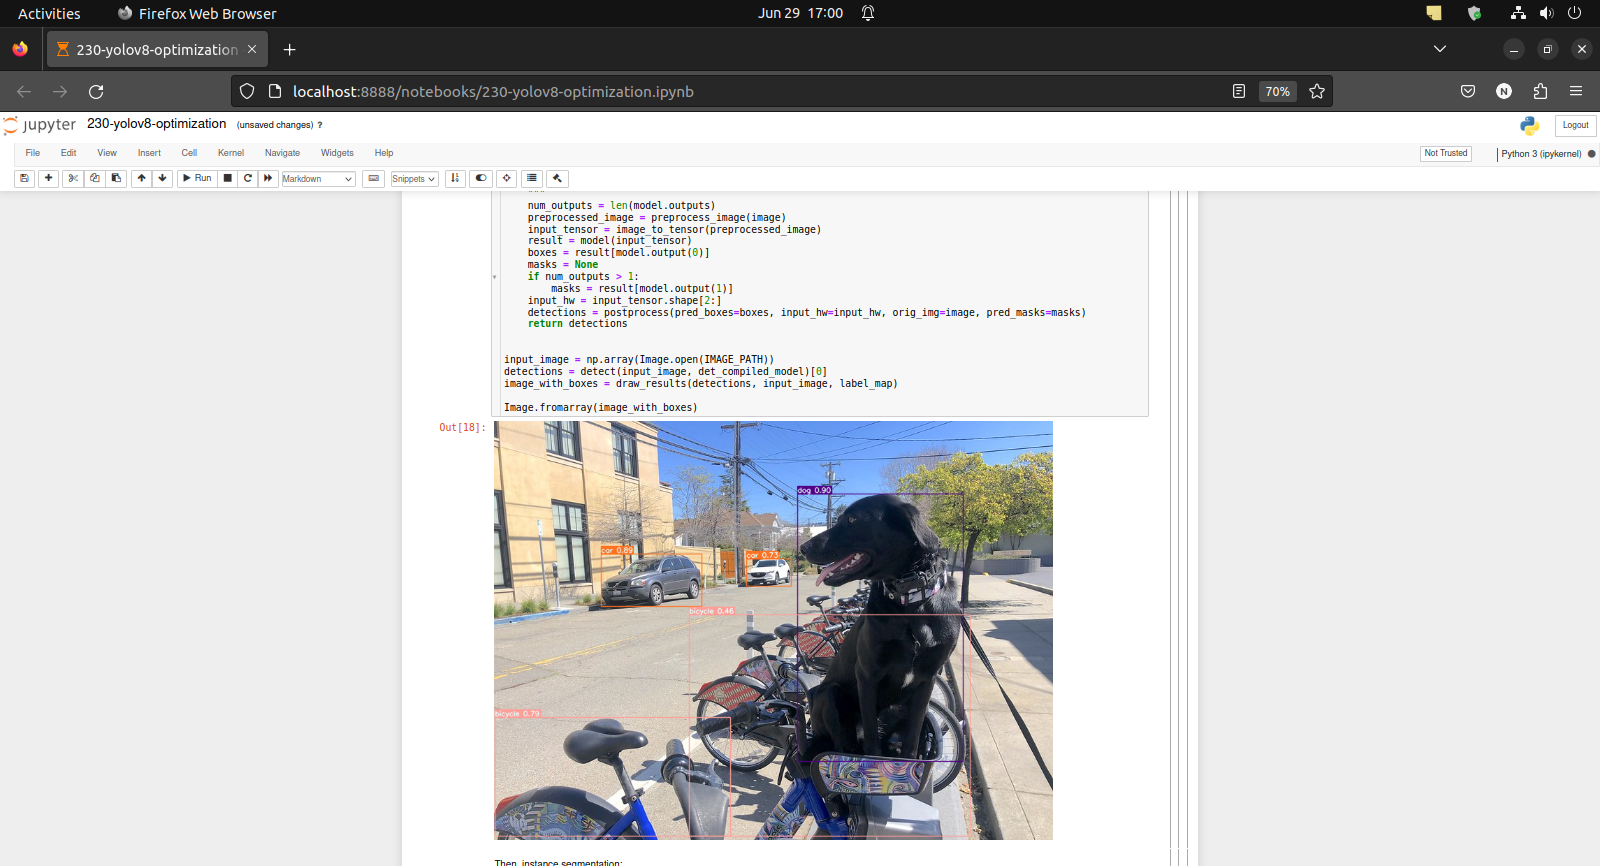 Activities
Firefox Web Browser
Jun 29 17:00
230-yolov8-optimization
localhost:8888/notebooks/230-yolov8-optimization.ipynb
70%
N
jupyter
230-yolov8-optimization (unsaved changes) ?
Logout
File Edit View Insert Cell Kernel Navigate Widgets Help
Not Trusted
Python 3 (ipykernel)
Run
Markdown
Snippets
num_outputs = len(model.outputs)
preprocessed_image = preprocess_image(image)
input_tensor = image_to_tensor(preprocessed_image)
result = model(input_tensor)
boxes = result[model.output(0)]
masks = None
if num_outputs > 1:
masks = result[model.output(1)]
input_hw = input_tensor.shape[2:]
detections = postprocess(pred_boxes=boxes, input_hw=input_hw, orig_img=image, pred_masks=masks)
return detections
input_image = np.array(Image.open(IMAGE_PATH))
detections = detect(input_image, det_compiled_model)[0]
image_with_boxes = draw_results(detections, input_image, label_map)
Image.fromarray(image_with_boxes)
Out[18]:
dog 0.90
car 0.89
car 0.73
bicycle 0.46
bicycle 0.79
Then, instance segmentation: